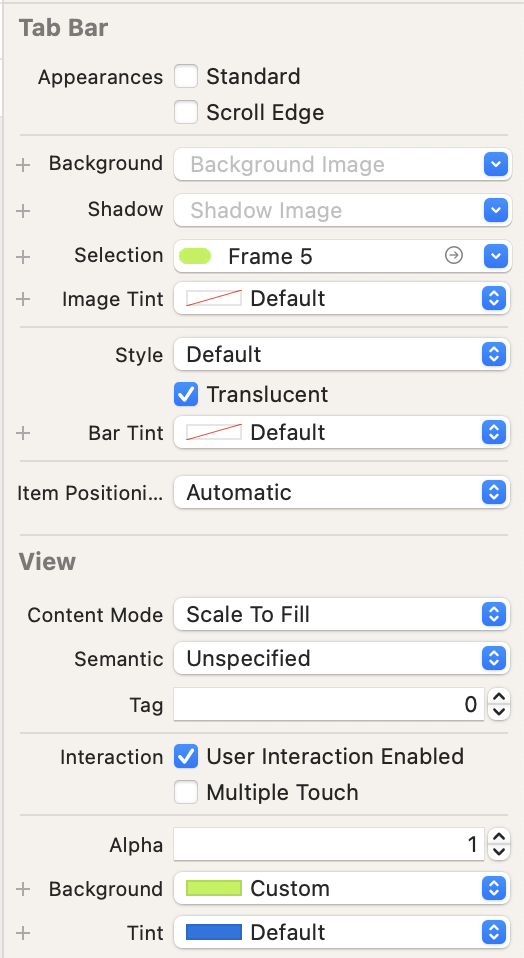 Tab Bar
Appearances Standard
Scroll Edge
+ Background Background Image
+ Shadow Shadow Image
+ Selection Frame 5
+ Image Tint Default
Style Default
Translucent
+ Bar Tint Default
Item Positioni... Automatic
View
Content Mode Scale To Fill
Semantic Unspecified
Tag 0
Interaction User Interaction Enabled
Multiple Touch
Alpha 1
+ Background Custom
+ Tint Default